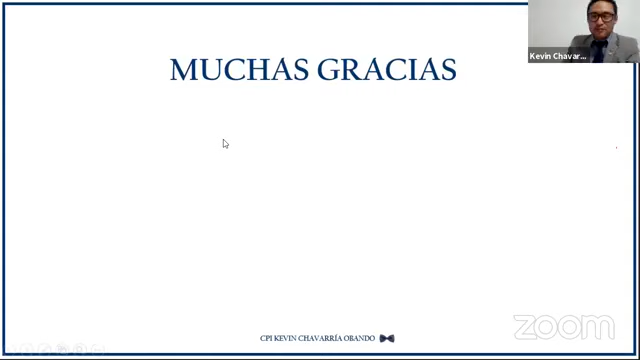 Kevin Chavar...
MUCHAS GRACIAS
zoom
CPI KEVIN CHAVARRÍA OBANDO